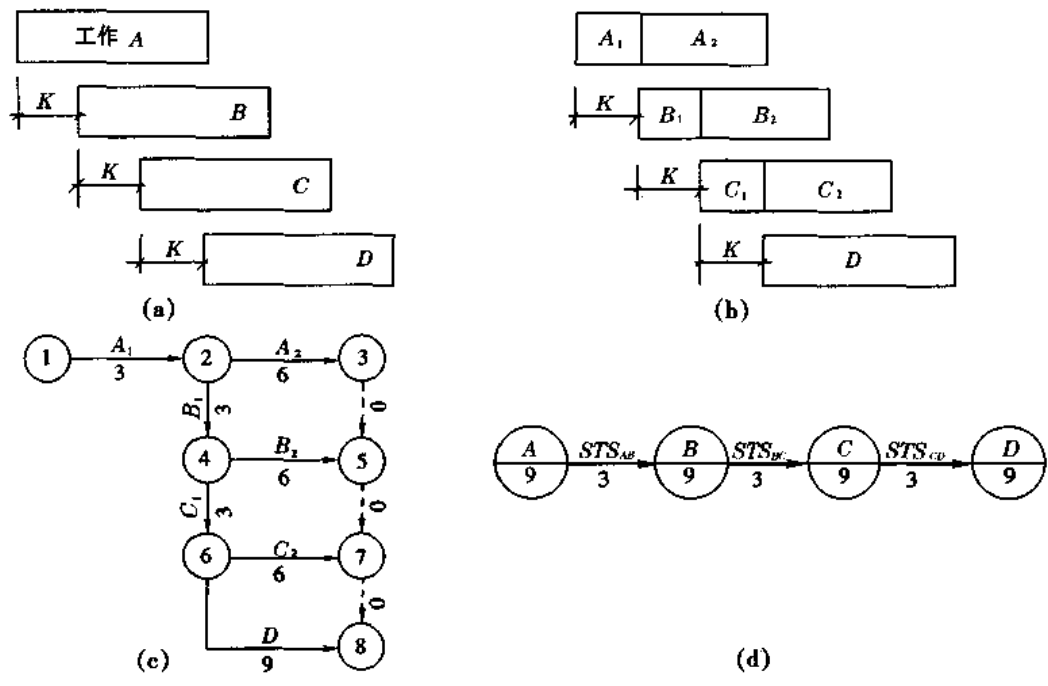 工作 A
K
B
K
C
K
D
(a)
A₁ A₂
K
B₁ B₂
K
C₁ C₂
K
D
(b)
1 A₁ 3 2 A₂ 6 3
B₁ 3 0
4 B₂ 6 5
C₁ 3 0
6 C₂ 6 7
0
D 9 8
(c)
A STS_AB B STS_BC C STS_CD D
9 3 9 3 9 3 9
(d)